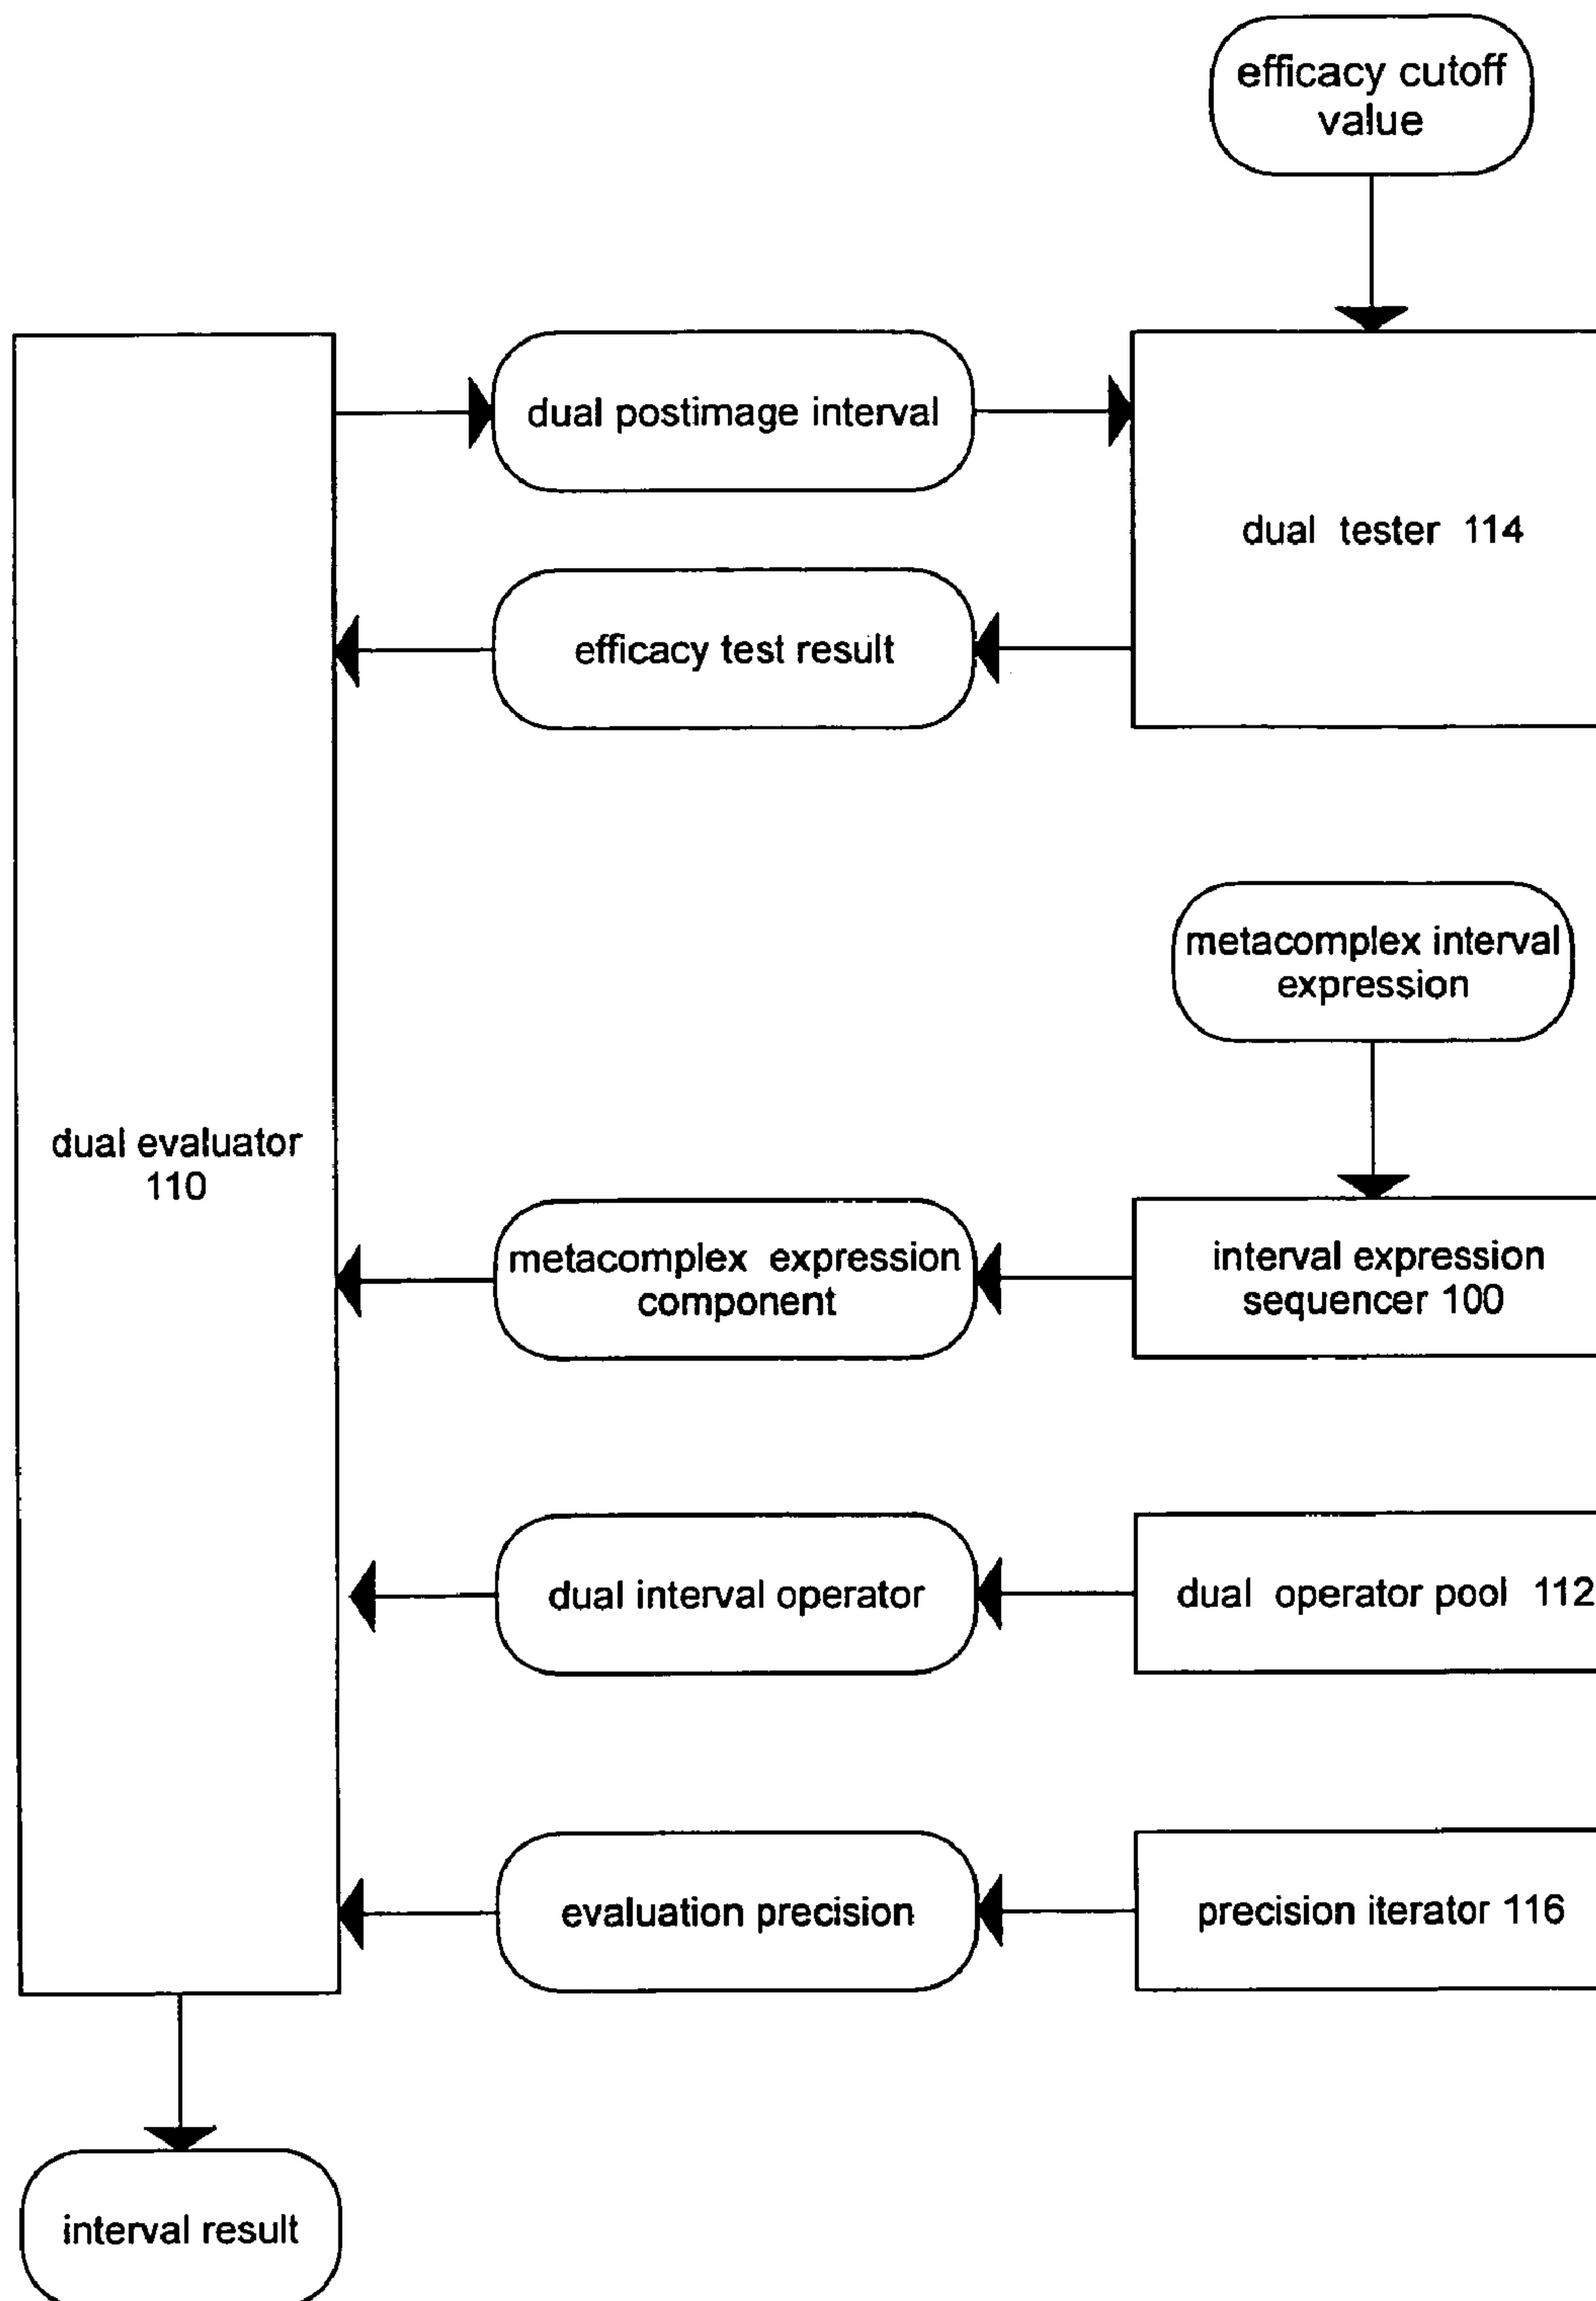 efficacy cutoff
value
dual postimage interval
dual tester 114
efficacy test result
metacomplex interval
expression
dual evaluator
110
metacomplex expression
component
interval expression
sequencer 100
dual interval operator
dual operator pool 112
evaluation precision
precision iterator 116
interval result